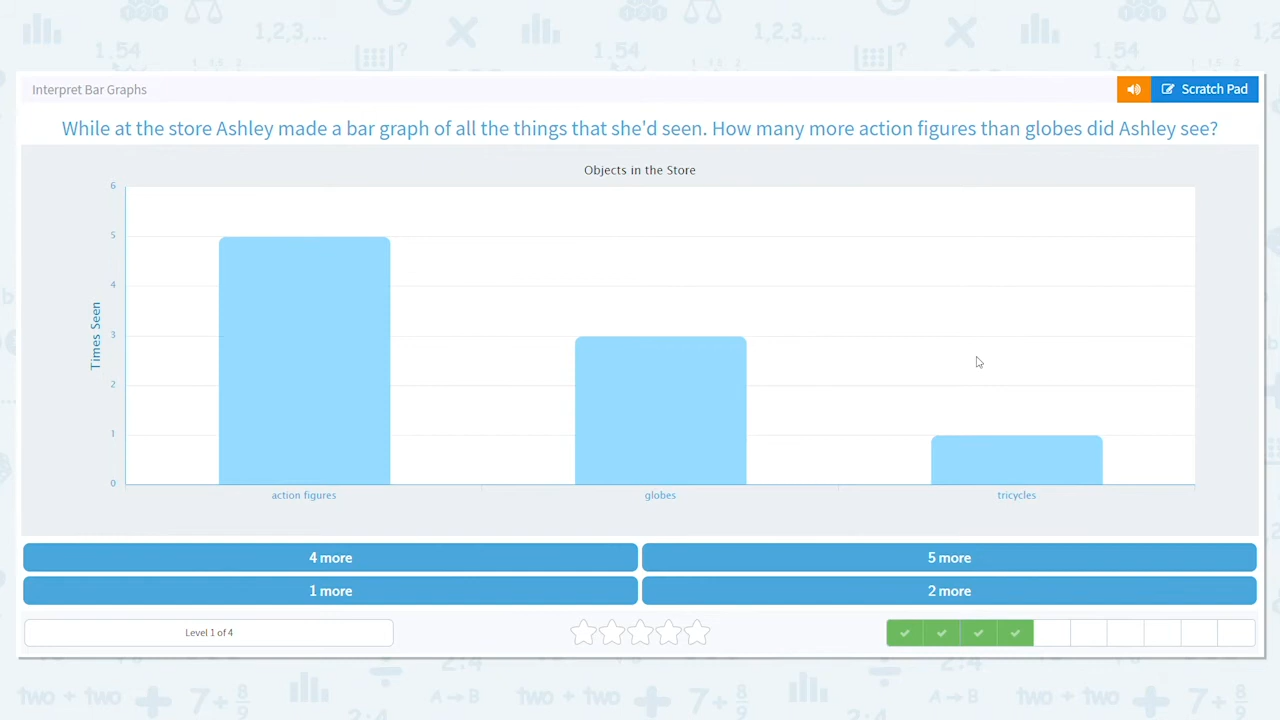 Interpret Bar Graphs
Scratch Pad
While at the store Ashley made a bar graph of all the things that she'd seen. How many more action figures than globes did Ashley see?
Objects in the Store
6
5
4
3
2
1
0
Times Seen
action figures
globes
tricycles
4 more
5 more
1 more
2 more
Level 1 of 4